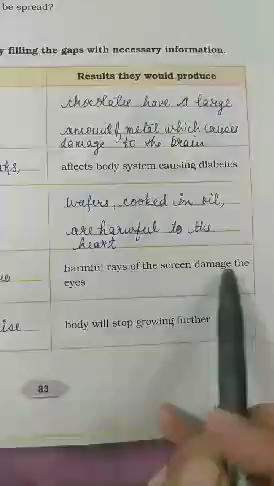 be spread?
y filling the gaps with necessary information.
Results they would produce
chocolates have a large
amount of metal which causes
damage to the brain
ks affects body system causing diabetes
wafers, cooked in oil,
are harmful to the
heart
harmful rays of the screen damage the
eyes
ise body will stop growing further
83